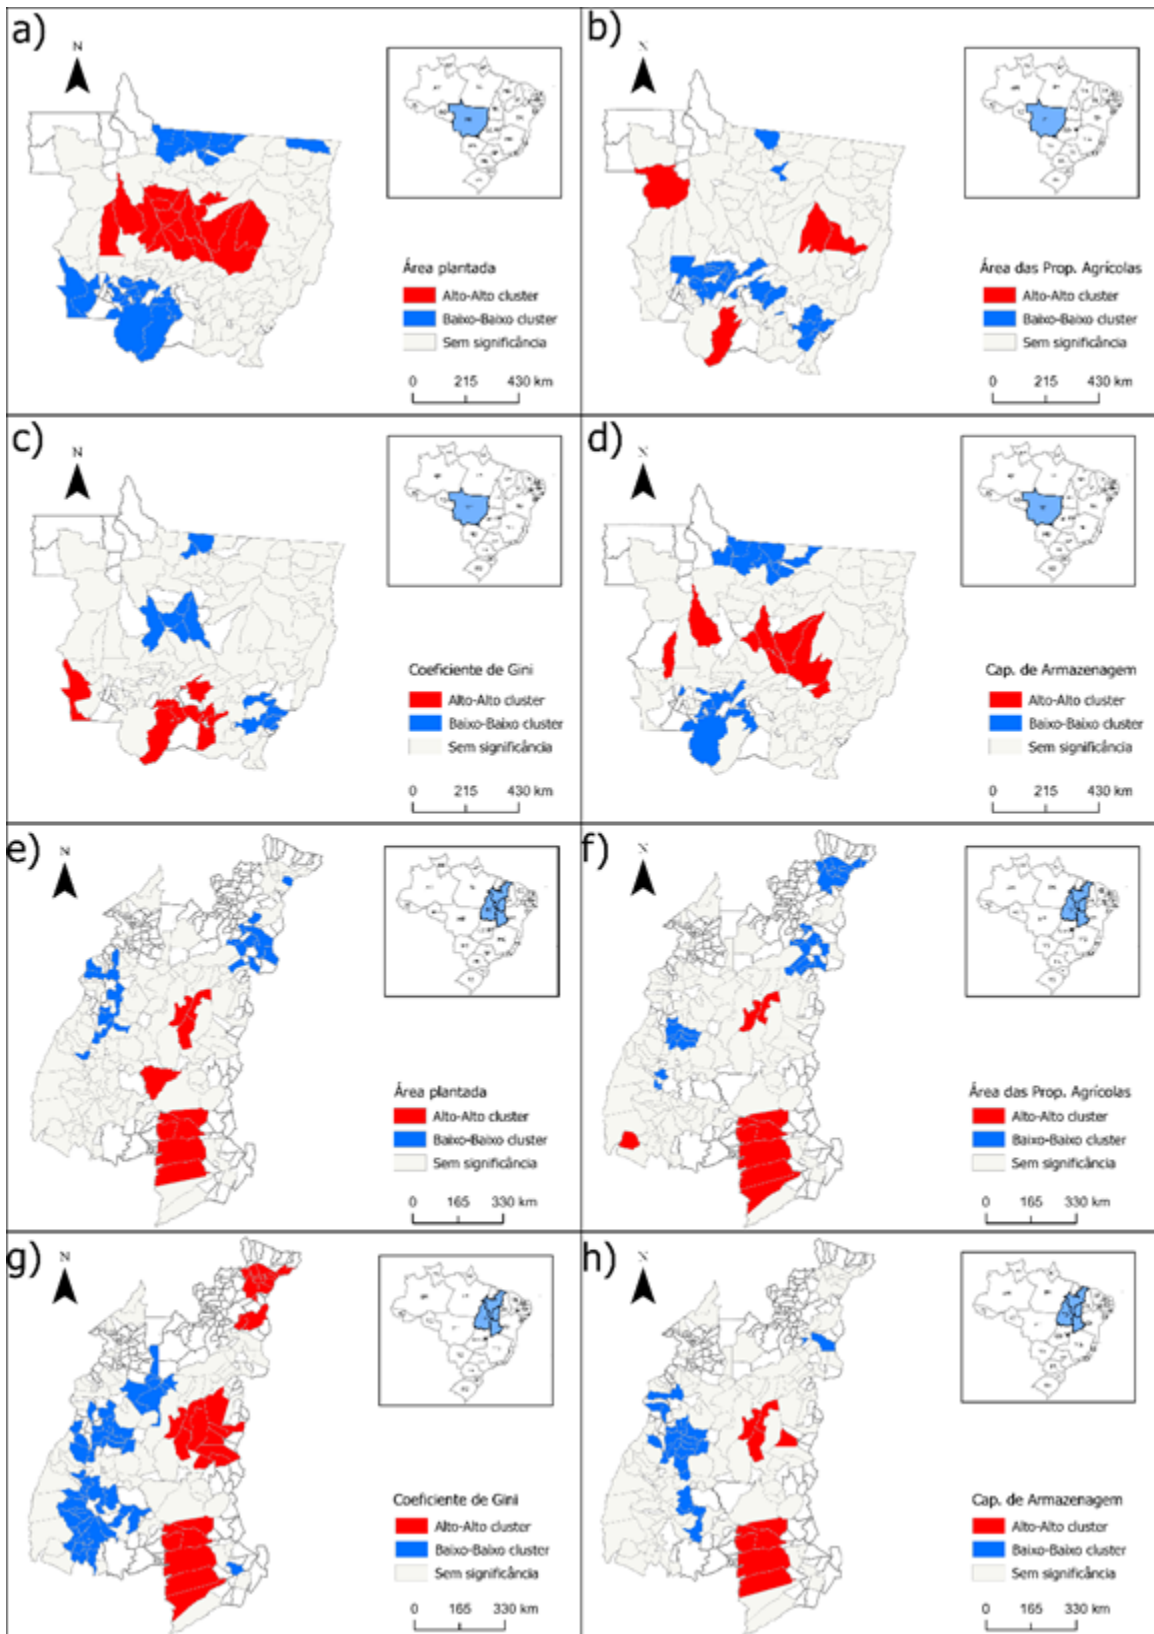 a)
N
Área plantada
Alto-Alto cluster
Baixo-Baixo cluster
Sem significância
0 215 430 km
b)
N
Área das Prop. Agrícolas
Alto-Alto cluster
Baixo-Baixo cluster
Sem significância
0 215 430 km
c)
N
Coeficiente de Gini
Alto-Alto cluster
Baixo-Baixo cluster
Sem significância
0 215 430 km
d)
N
Cap. de Armazenagem
Alto-Alto cluster
Baixo-Baixo cluster
Sem significância
0 215 430 km
e)
N
Área plantada
Alto-Alto cluster
Baixo-Baixo cluster
Sem significância
0 165 330 km
f)
N
Área das Prop. Agrícolas
Alto-Alto cluster
Baixo-Baixo cluster
Sem significância
0 165 330 km
g)
N
Coeficiente de Gini
Alto-Alto cluster
Baixo-Baixo cluster
Sem significância
0 165 330 km
h)
N
Cap. de Armazenagem
Alto-Alto cluster
Baixo-Baixo cluster
Sem significância
0 165 330 km